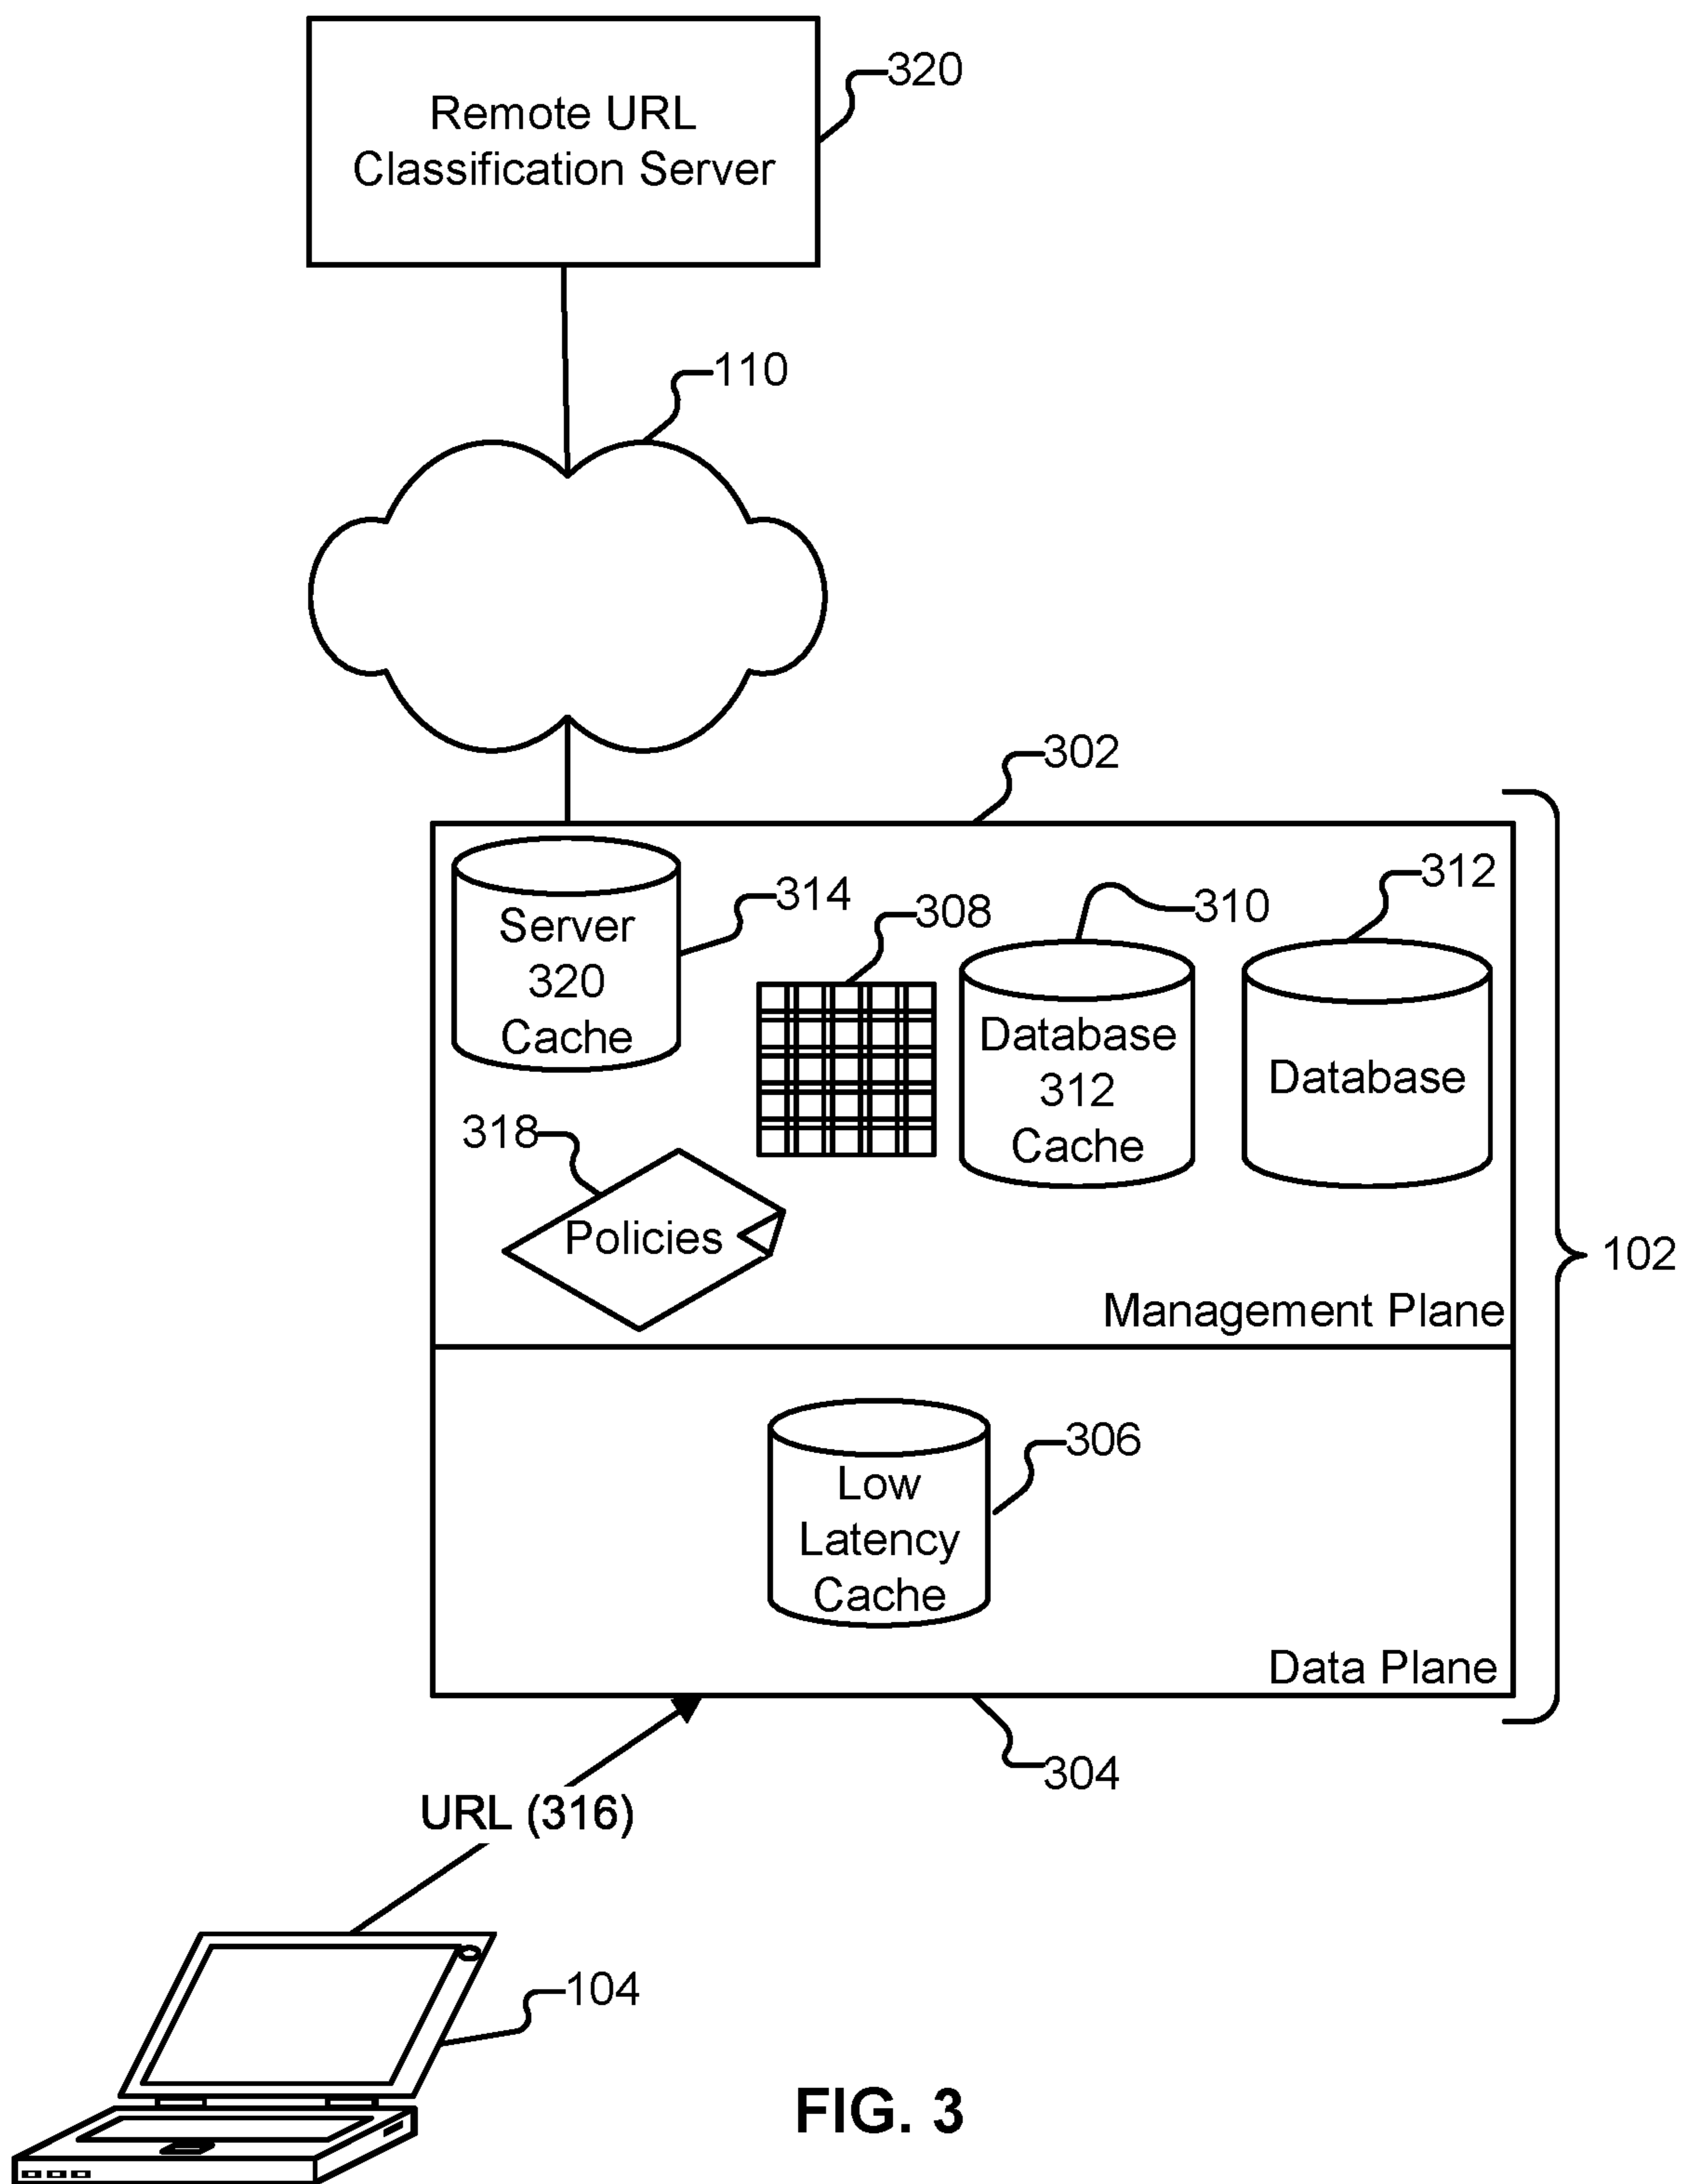 Remote URL
Classification Server
320
110
302
314
308
310
312
Server
320
Cache
Database
312
Cache
Database
318
Policies
102
Management Plane
306
Low
Latency
Cache
Data Plane
304
URL (316)
104
FIG. 3